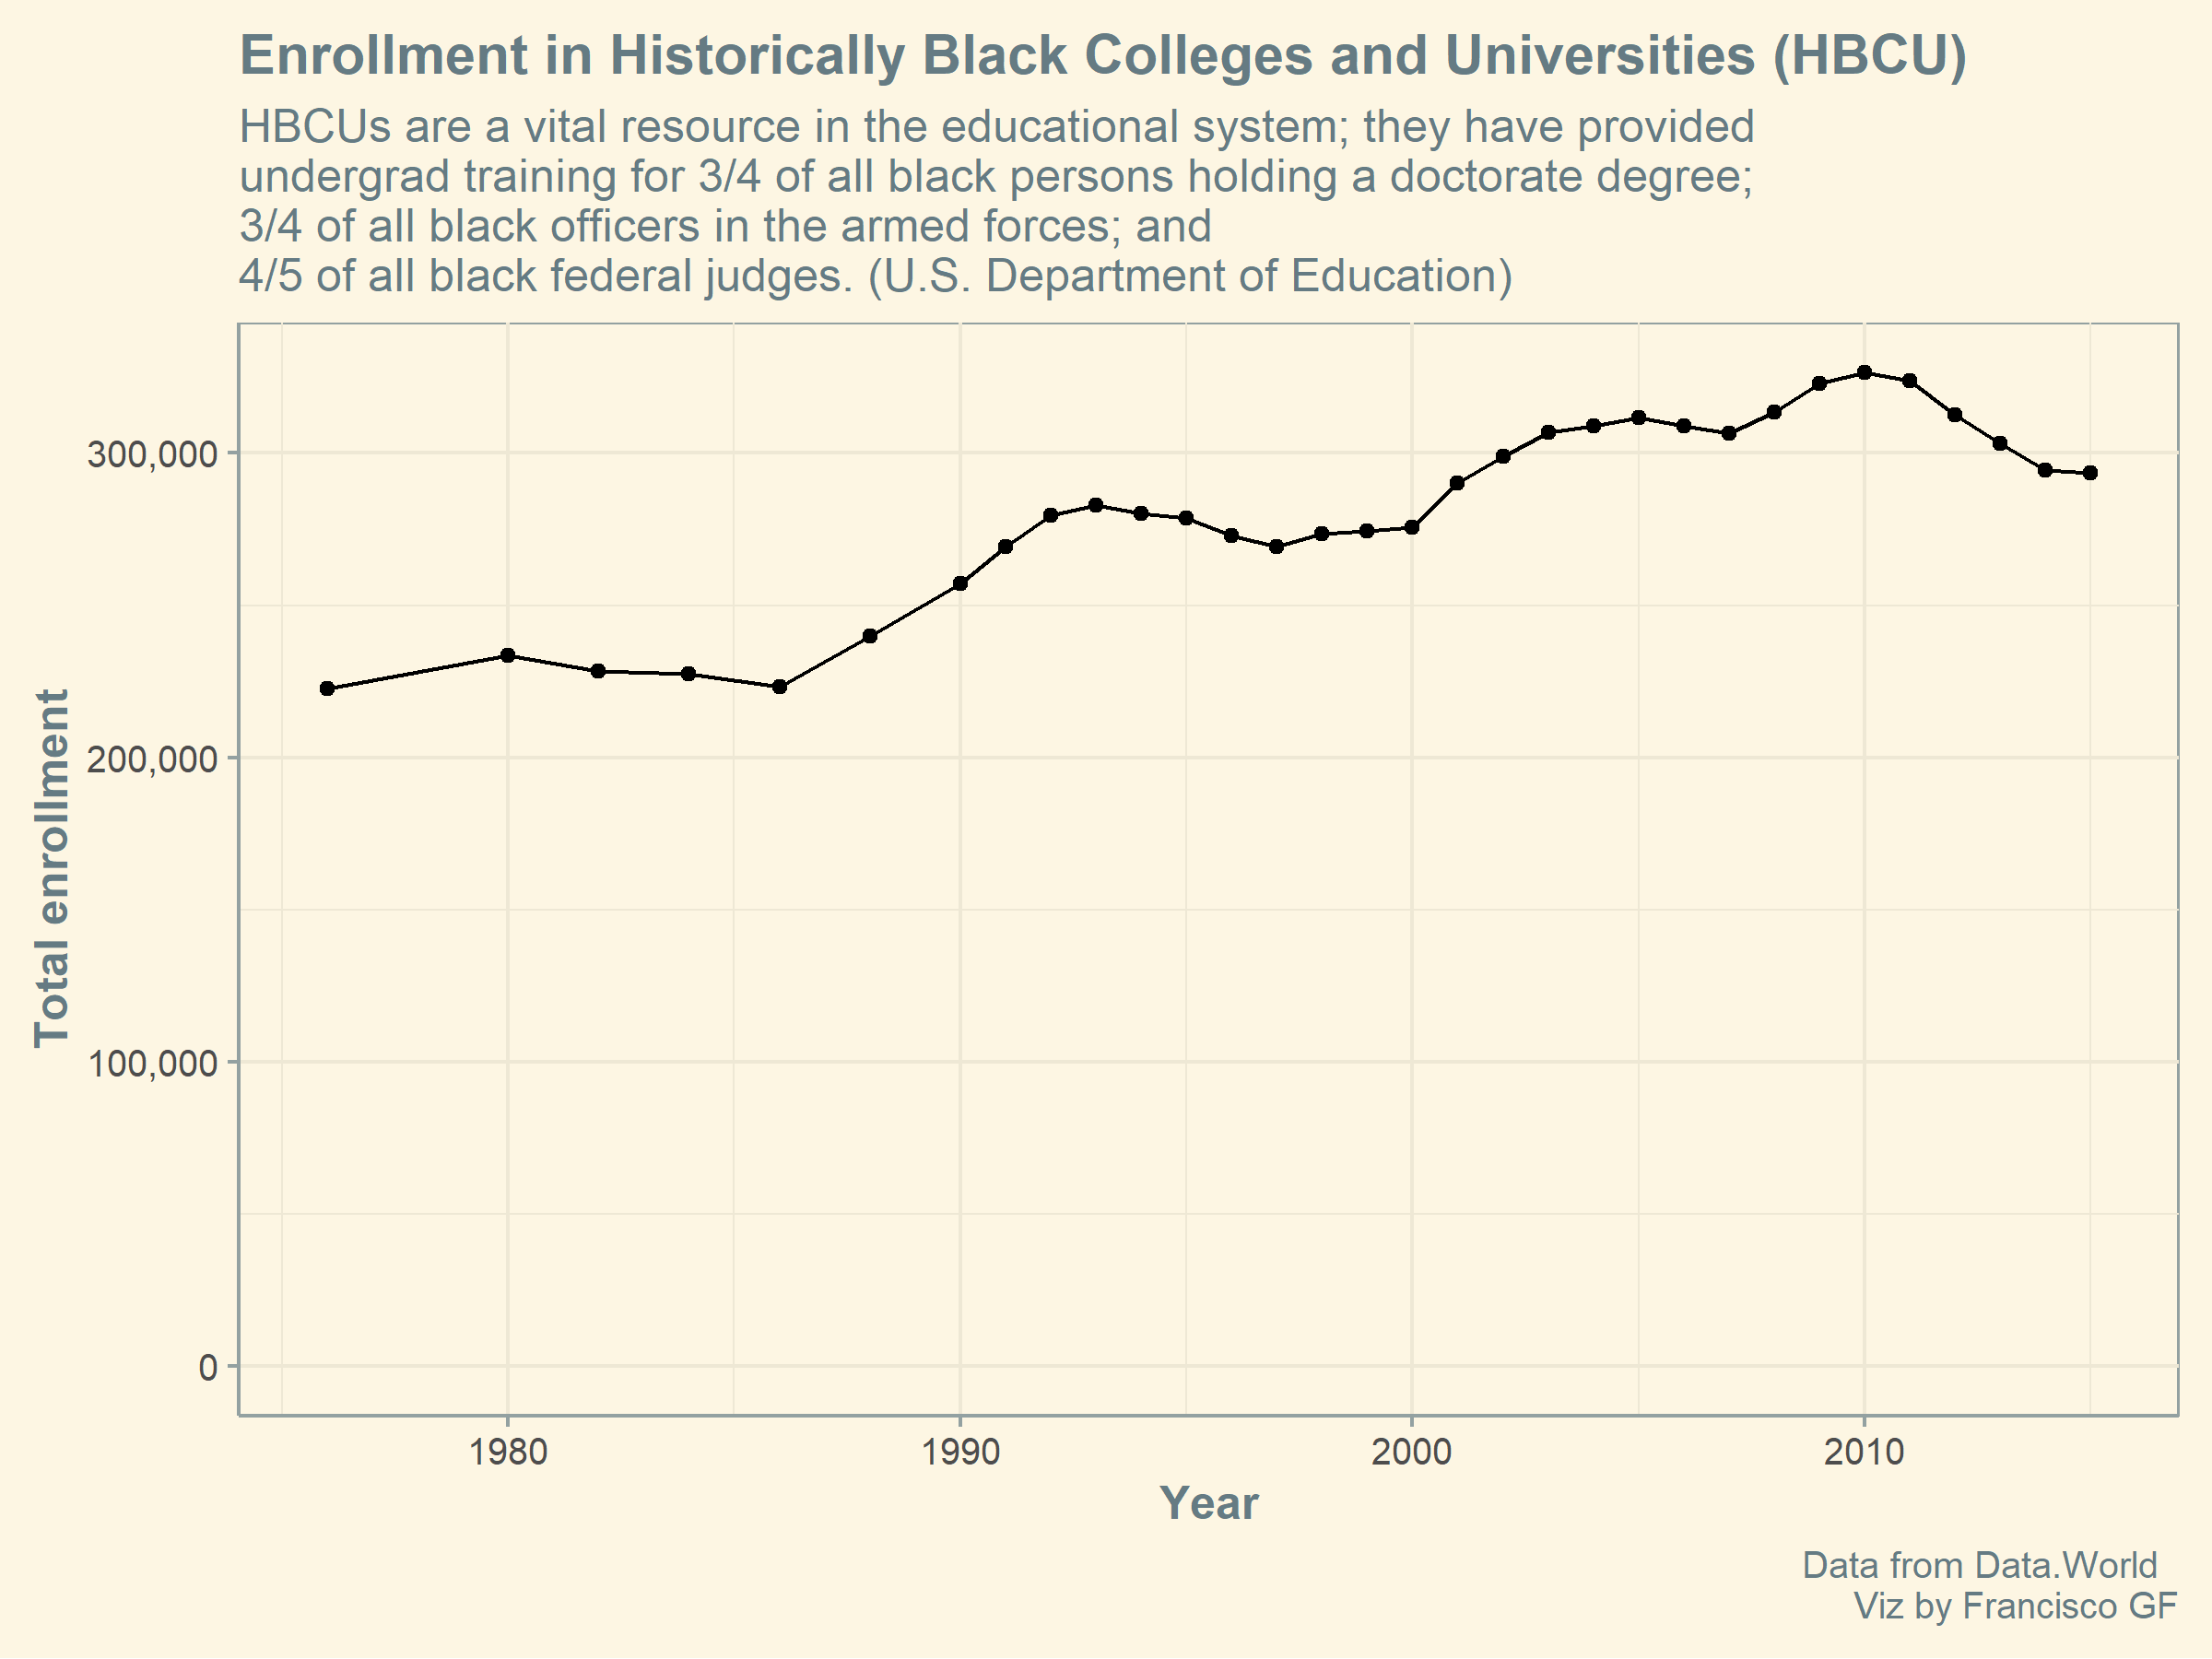 Enrollment in Historically Black Colleges and Universities (HBCU)
HBCUs are a vital resource in the educational system; they have provided
undergrad training for 3/4 of all black persons holding a doctorate degree;
3/4 of all black officers in the armed forces; and
4/5 of all black federal judges. (U.S. Department of Education)
Total enrollment
300,000
200,000
100,000
0
1980 1990 2000 2010
Year
Data from Data.World
Viz by Francisco GF